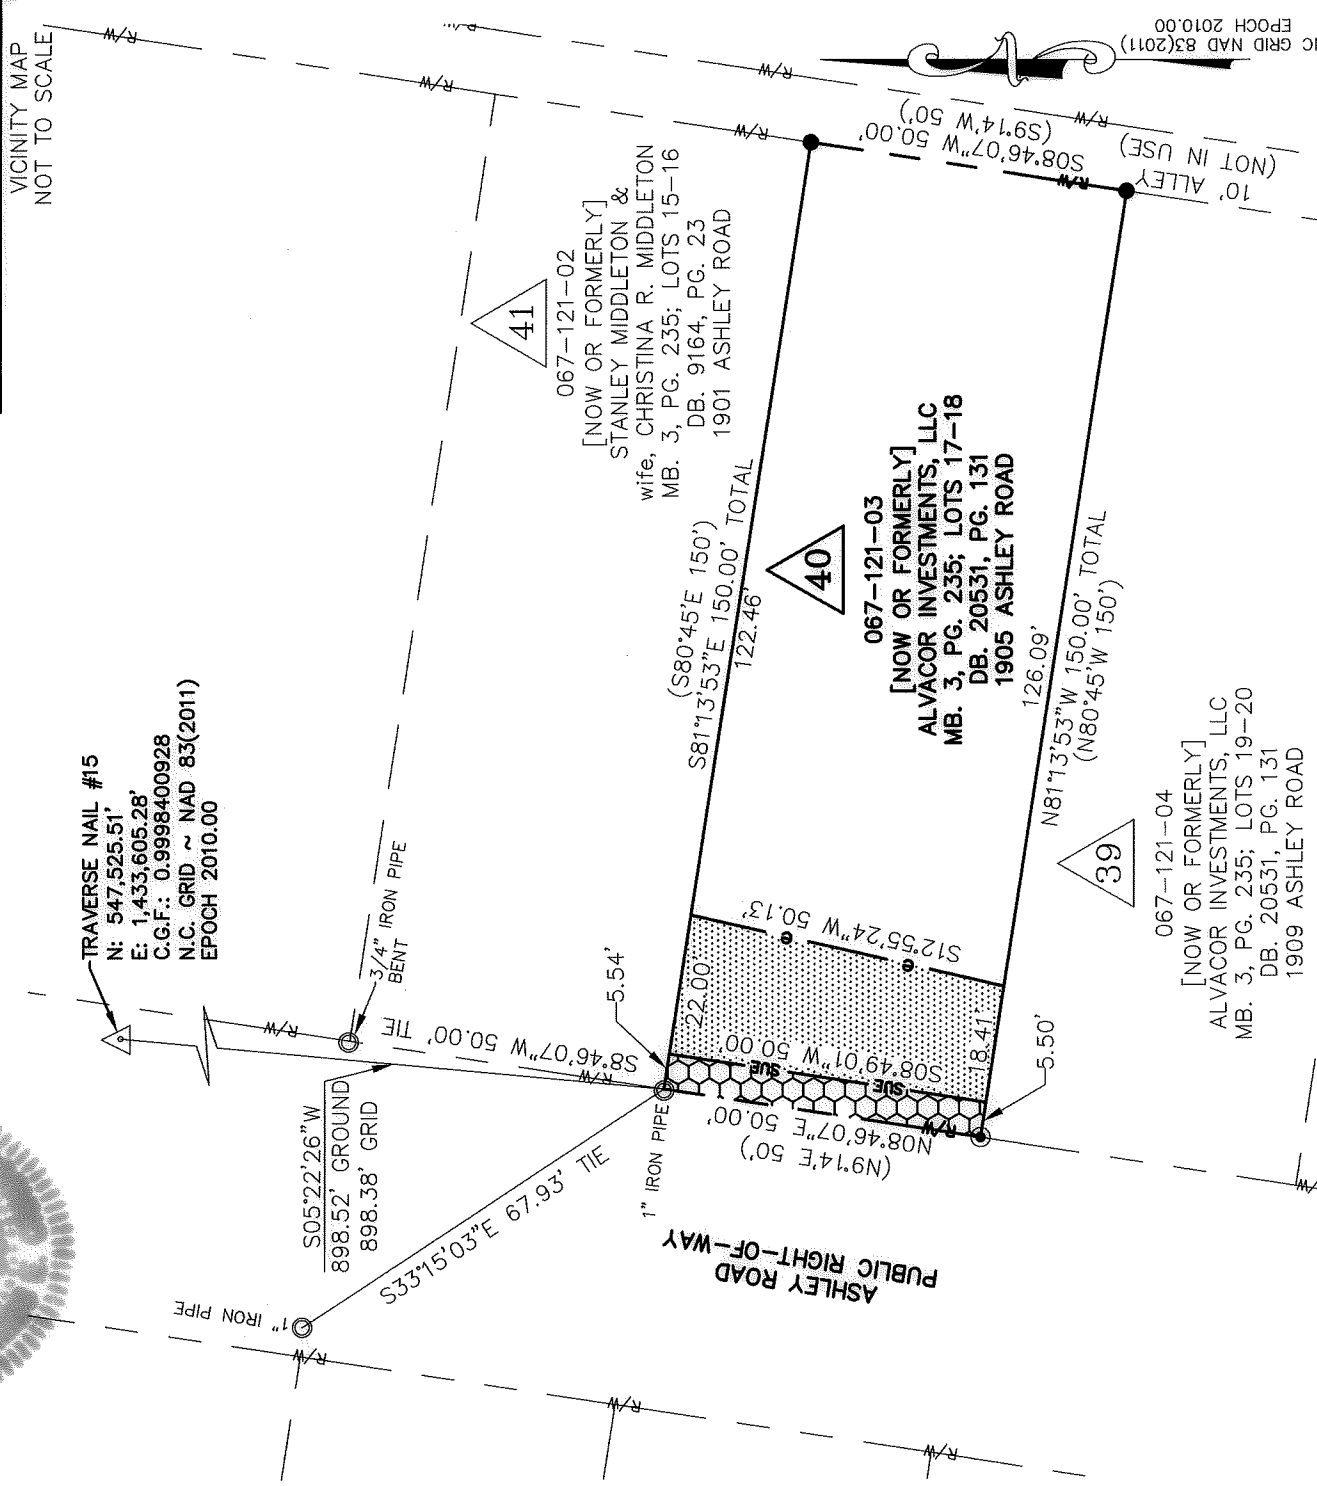 VICINITY MAP
NOT TO SCALE
R/W
R/W
R/W
R/W
R/W
R/W
R/W
IC GRID NAD 83(2011)
EPOCH 2010.00
N
10' ALLEY
(NOT IN USE)
S08°46'07"W 50.00'
(S9°14'W 50')
41
067-121-02
[NOW OR FORMERLY]
STANLEY MIDDLETON &
wife, CHRISTINA R. MIDDLETON
MB. 3, PG. 235; LOTS 15-16
DB. 9164, PG. 23
1901 ASHLEY ROAD
(S80°45'E 150')
S81°13'53"E 150.00' TOTAL
122.46'
40
067-121-03
[NOW OR FORMERLY]
ALVACOR INVESTMENTS, LLC
MB. 3, PG. 235; LOTS 17-18
DB. 20531, PG. 131
1905 ASHLEY ROAD
126.09'
N81°13'53"W 150.00' TOTAL
(N80°45'W 150')
39
067-121-04
[NOW OR FORMERLY]
ALVACOR INVESTMENTS, LLC
MB. 3, PG. 235; LOTS 19-20
DB. 20531, PG. 131
1909 ASHLEY ROAD
TRAVERSE NAIL #15
N: 547,525.51'
E: 1,433,605.28'
C.G.F.: 0.9998400928
N.C. GRID ~ NAD 83(2011)
EPOCH 2010.00
3/4" IRON PIPE
BENT
R/W
S8°46'07"W 50.00' TIE
R/W
5.54'
22.00'
e
e
S12°55'24"W 50.13'
S08°49'01"W 50.00'
SUE
SUE
18.41'
5.50'
R/W
N08°46'07"E 50.00'
(N9°14'E 50')
1" IRON PIPE
S05°22'26"W
898.52' GROUND
898.38' GRID
S33°15'03"E 67.93' TIE
1" IRON PIPE
ASHLEY ROAD
PUBLIC RIGHT-OF-WAY
R/W
R/W
R/W
R/W